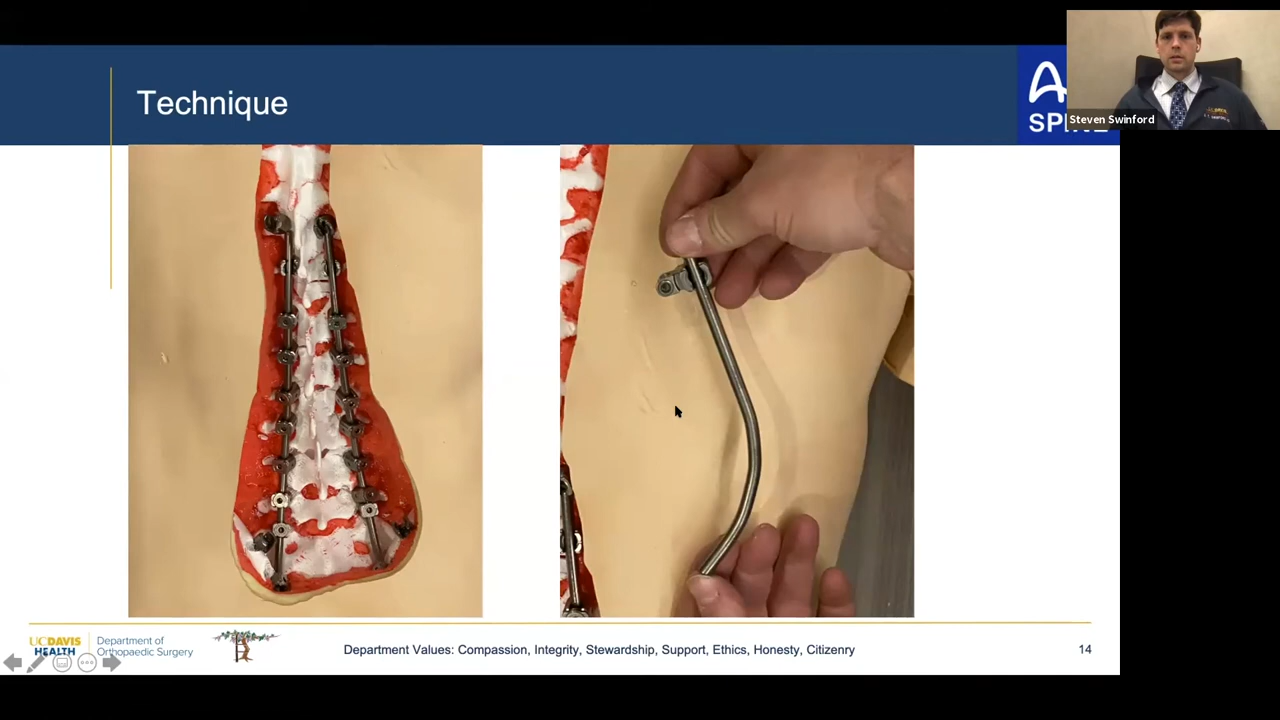 Technique
Steven Swinford
UC DAVIS
HEALTH
Department of
Orthopaedic Surgery
Department Values: Compassion, Integrity, Stewardship, Support, Ethics, Honesty, Citizenry
14